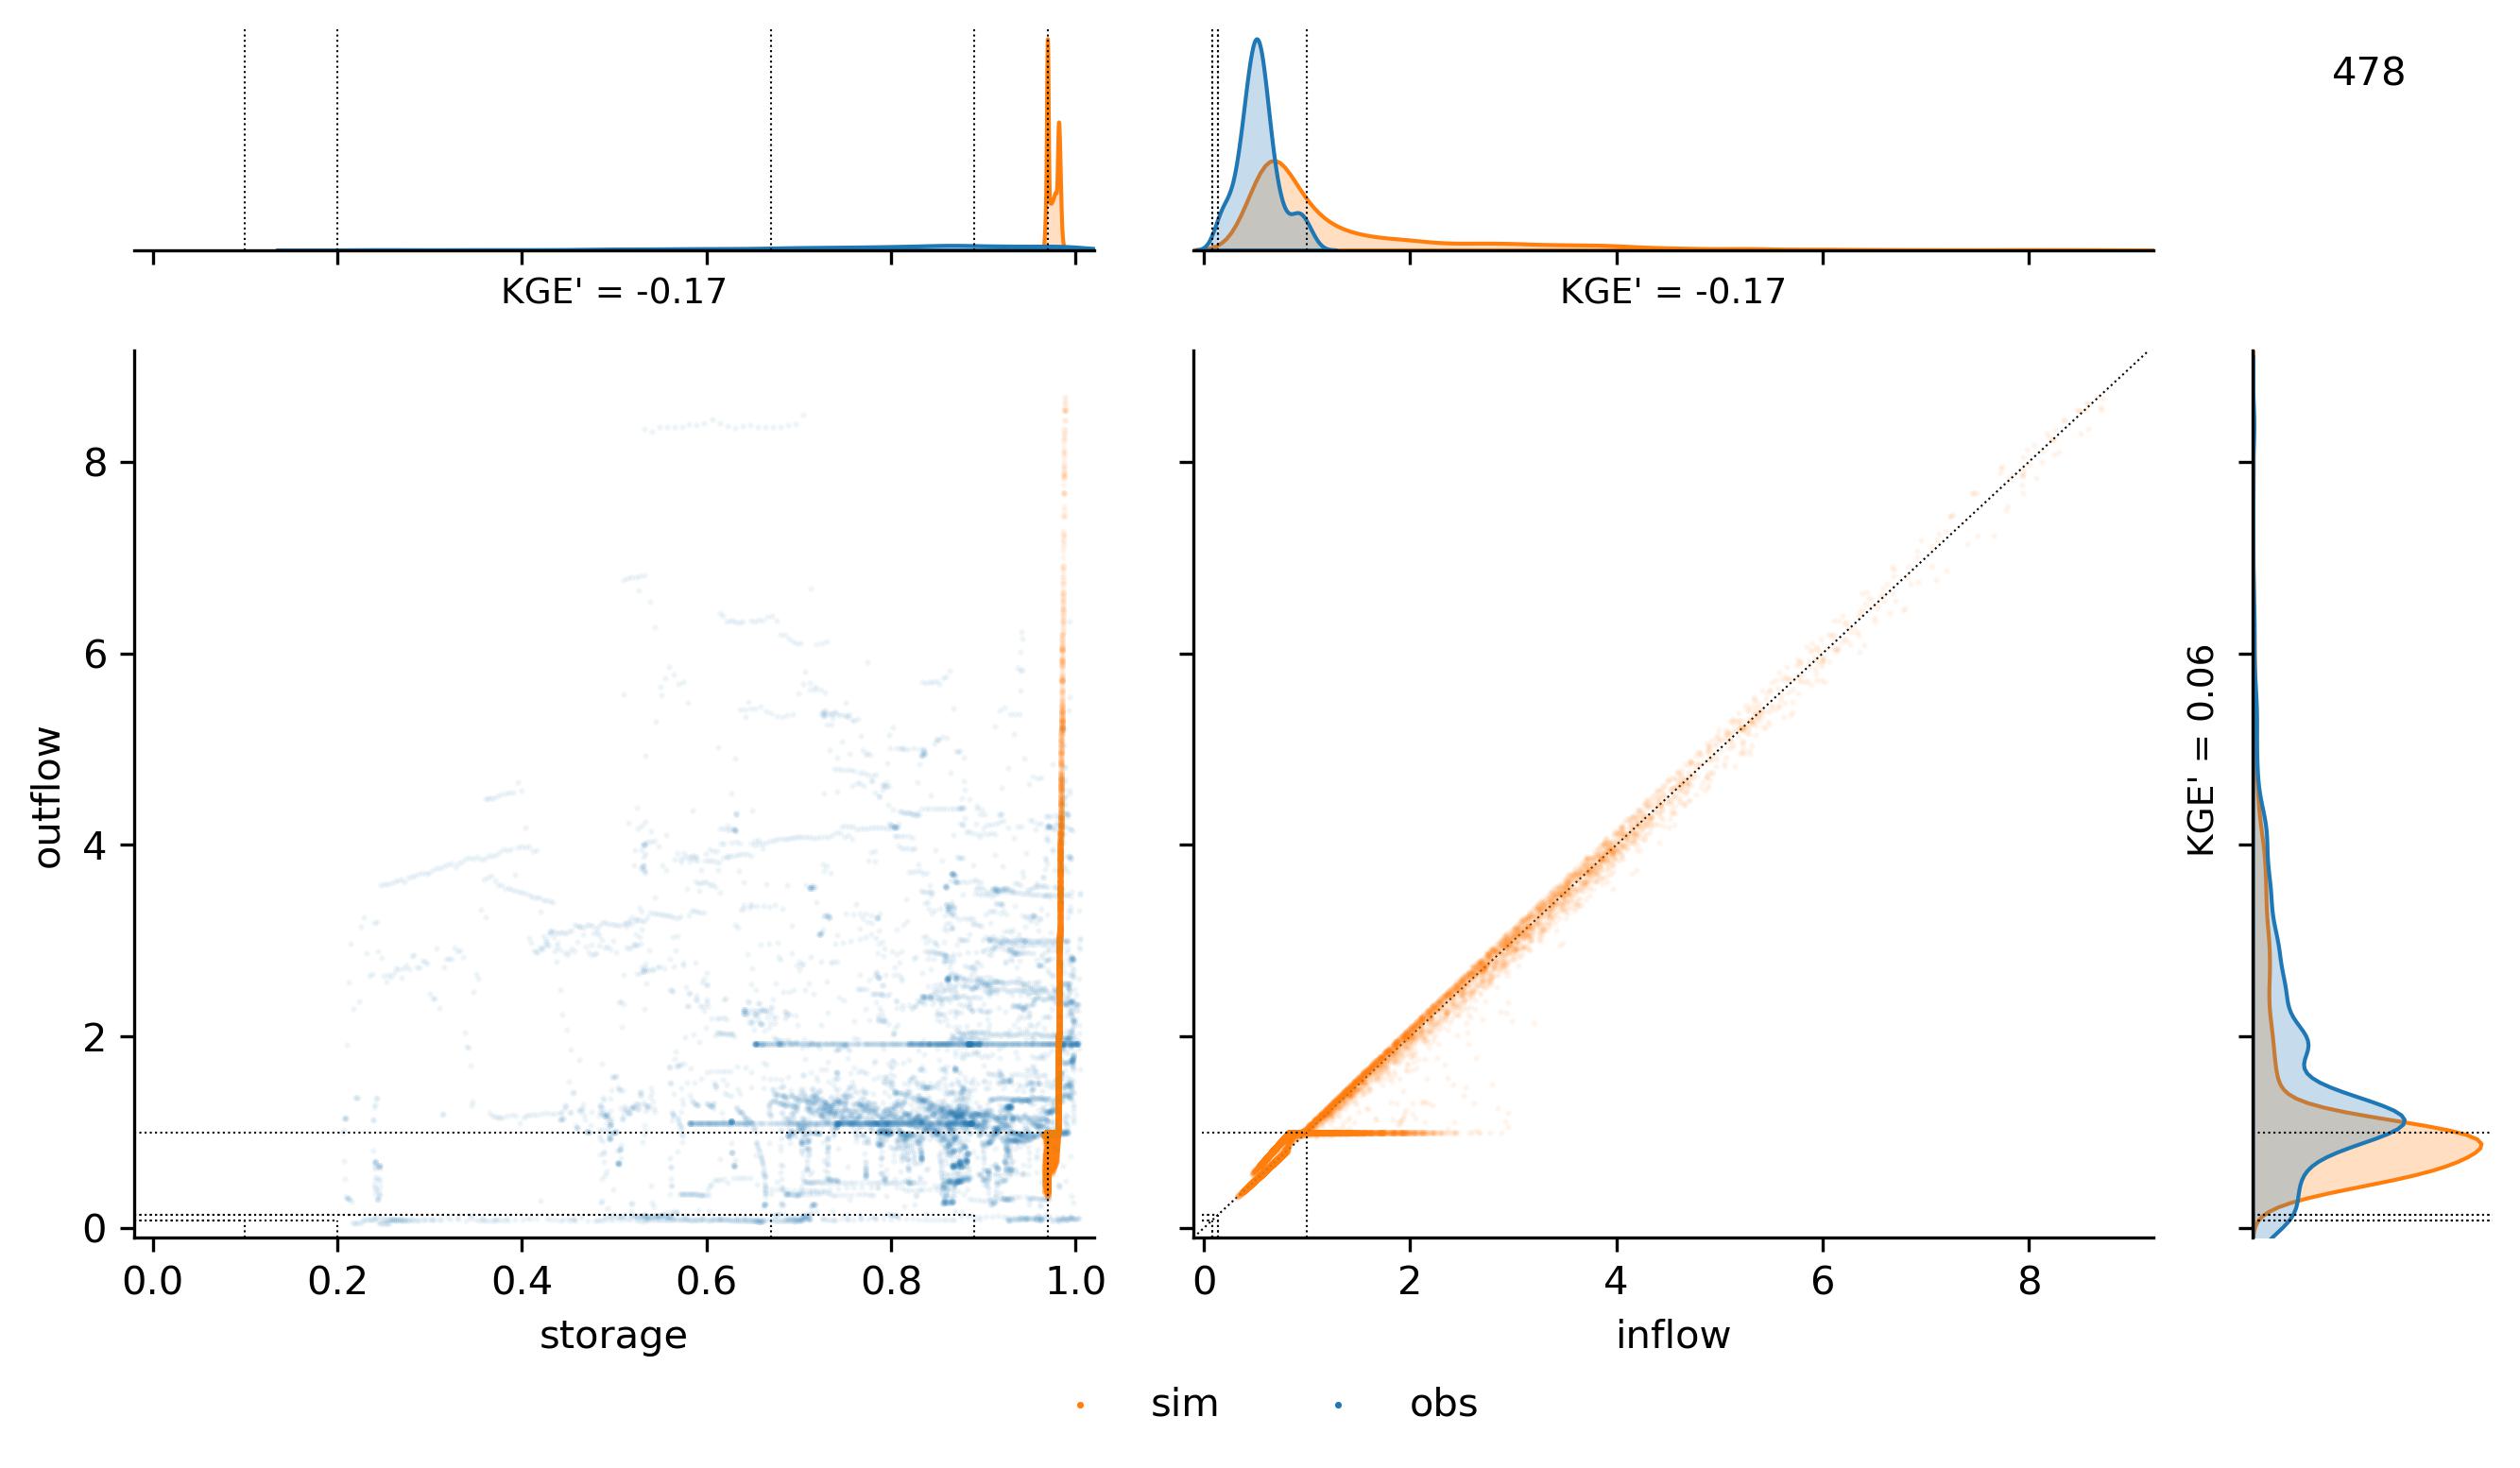 478
KGE' = -0.17
KGE' = -0.17
outflow
8
6
4
2
0
KGE' = 0.06
0.0 0.2 0.4 0.6 0.8 1.0
0 2 4 6 8
storage
inflow
sim obs